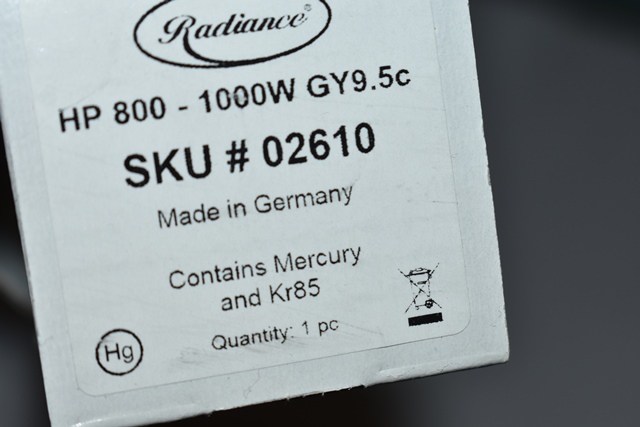 Radiance®
HP 800 - 1000W GY9.5c
SKU # 02610
Made in Germany
Contains Mercury
and Kr85
Quantity: 1 pc
Hg